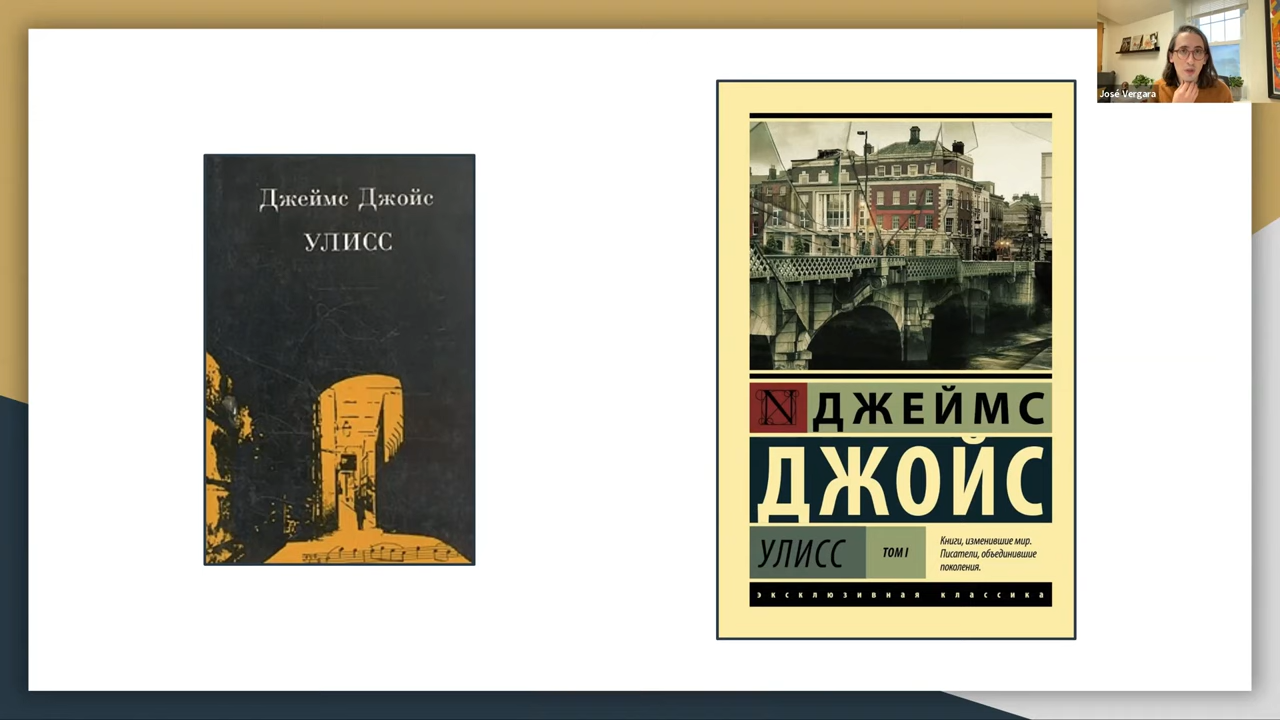 José Vergara
Джеймс Джойс
УЛИСС
N ДЖЕЙМС
ДЖОЙС
УЛИСС
ТОМ I
Книги, изменившие мир.
Писатели, объединившие
поколения.
эксклюзивная классика